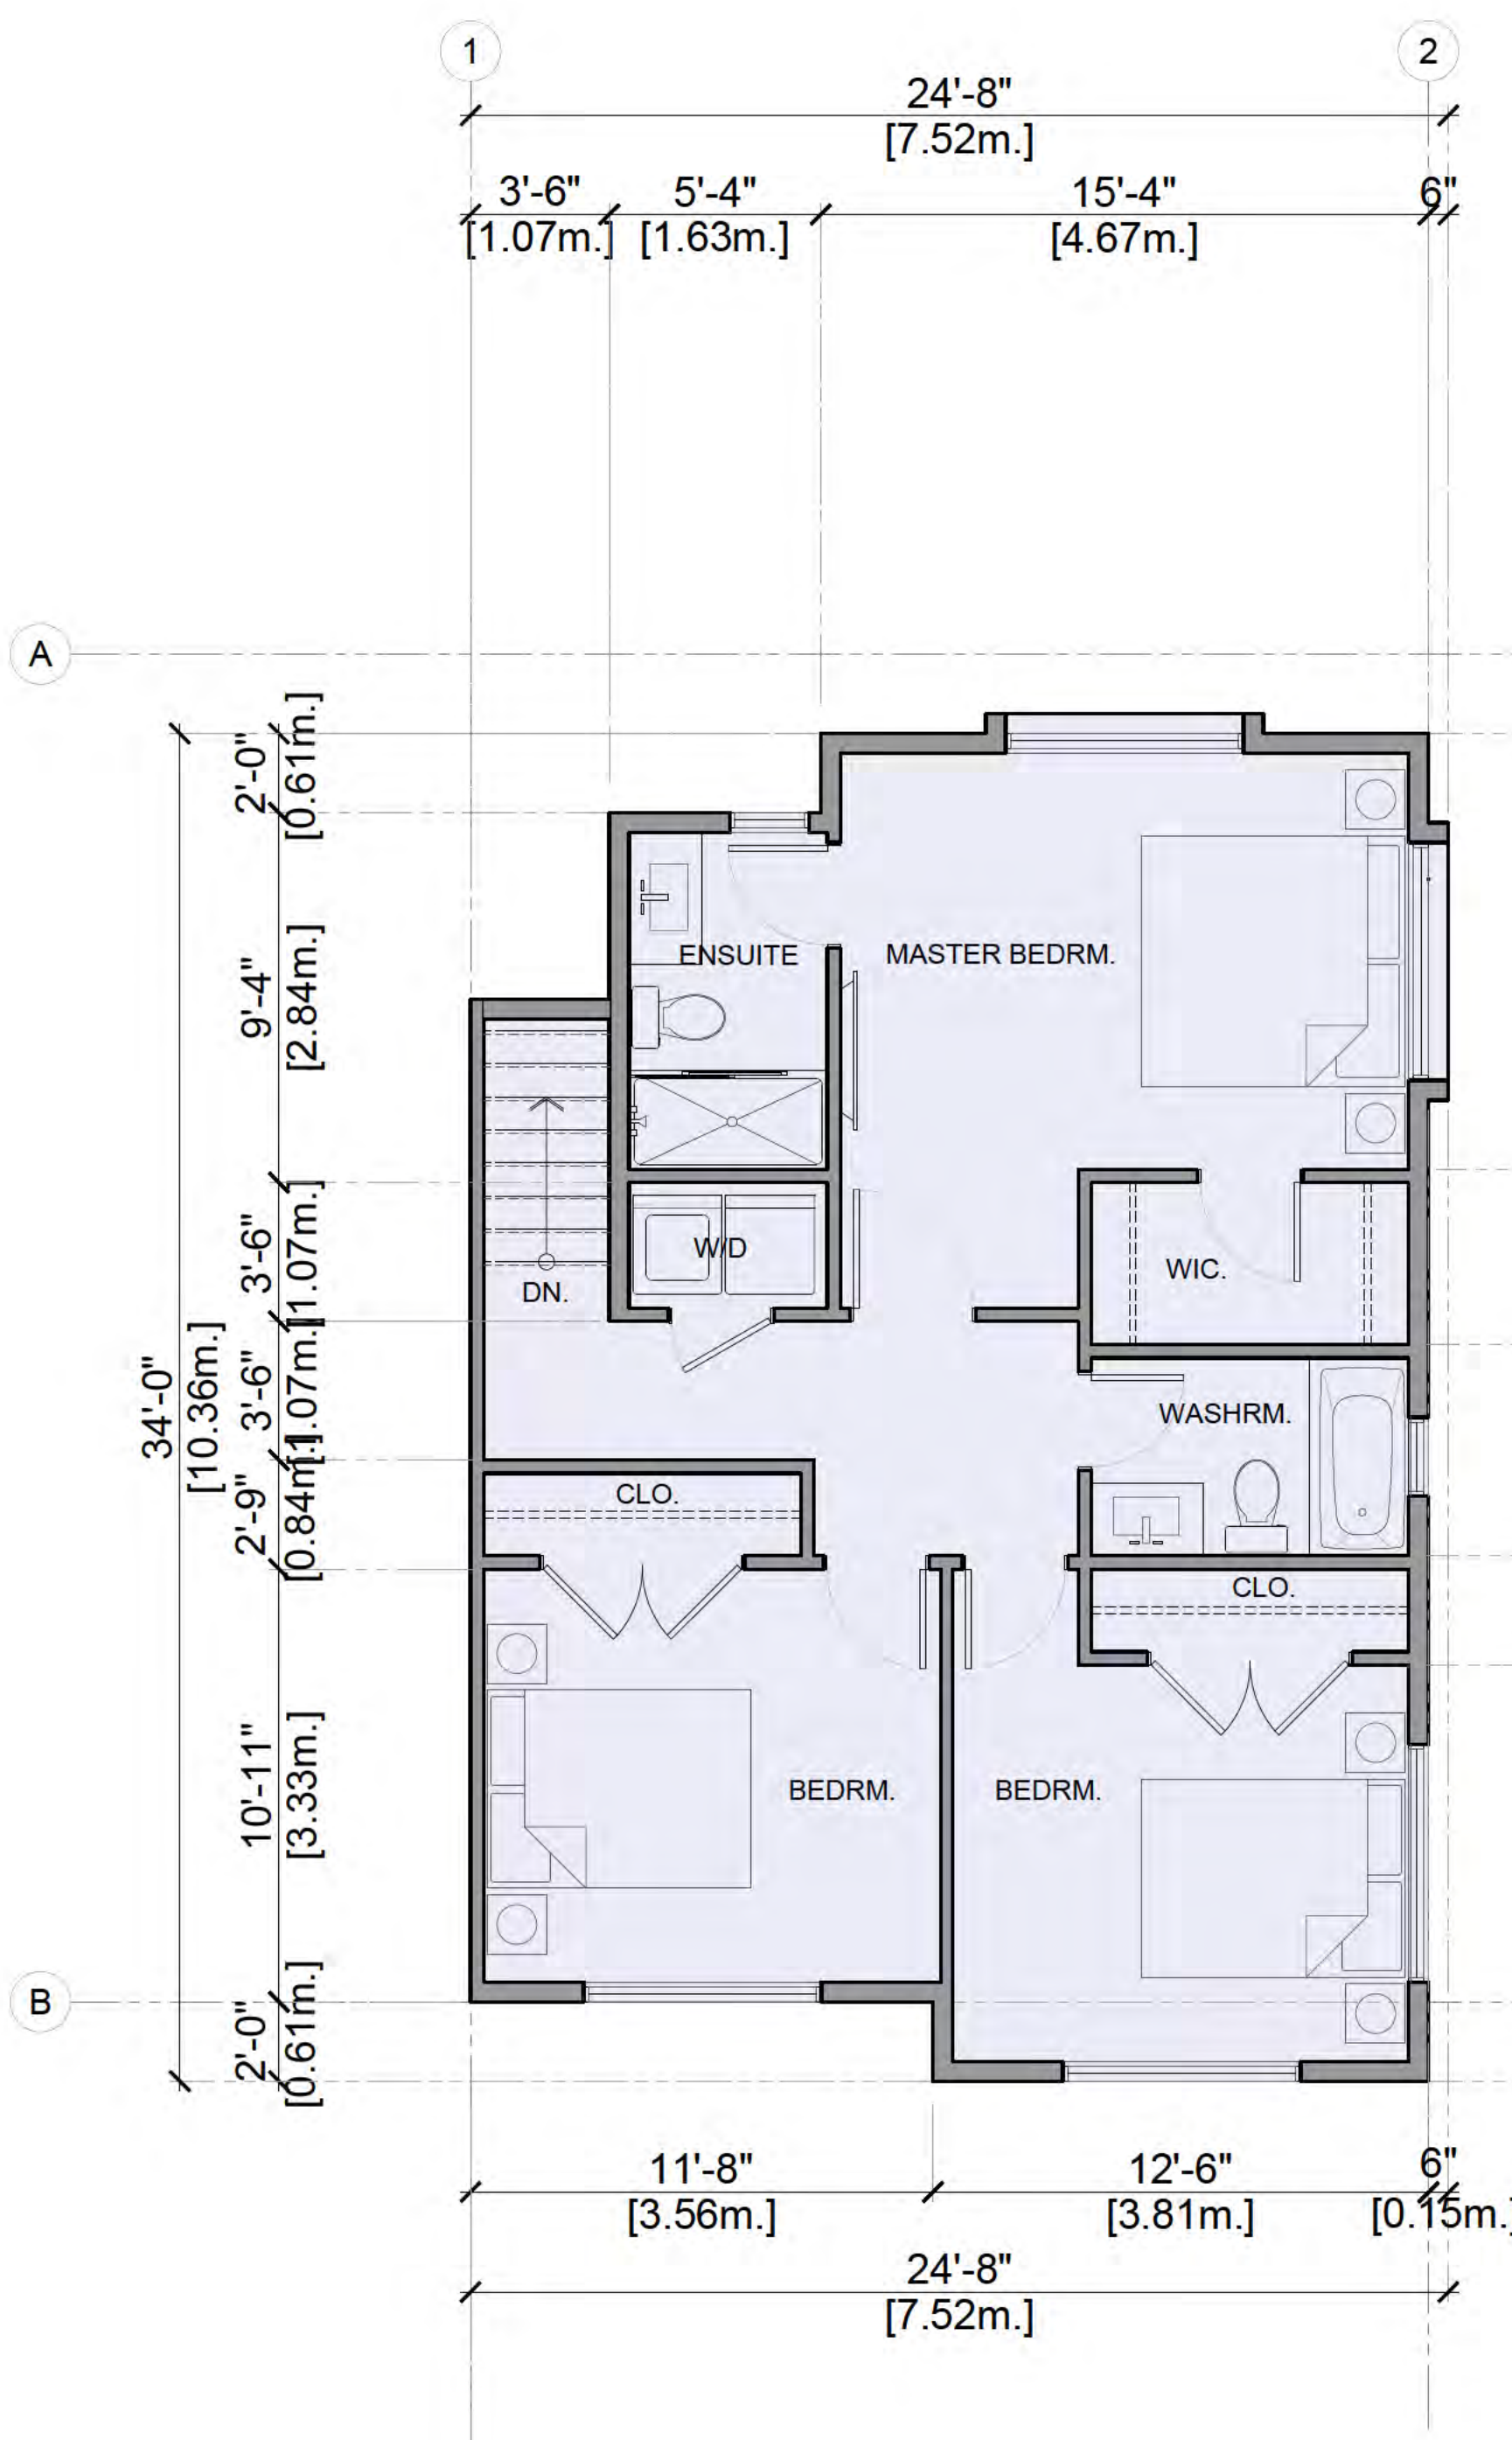 1
2
24'-8"
[7.52m.]
3'-6"
5'-4"
15'-4"
6"
[1.07m.]
[1.63m.]
[4.67m.]
A
2'-0"
[0.61m.]
9'-4"
[2.84m.]
ENSUITE
MASTER BEDRM.
3'-6"
[1.07m.]
W/D
WIC.
DN.
34'-0"
[10.36m.]
3'-6"
[1.07m.]
WASHRM.
2'-9"
[0.84m.]
CLO.
CLO.
10'-11"
[3.33m.]
BEDRM.
BEDRM.
B
2'-0"
[0.61m.]
11'-8"
12'-6"
6"
[3.56m.]
[3.81m.]
[0.15m.]
24'-8"
[7.52m.]